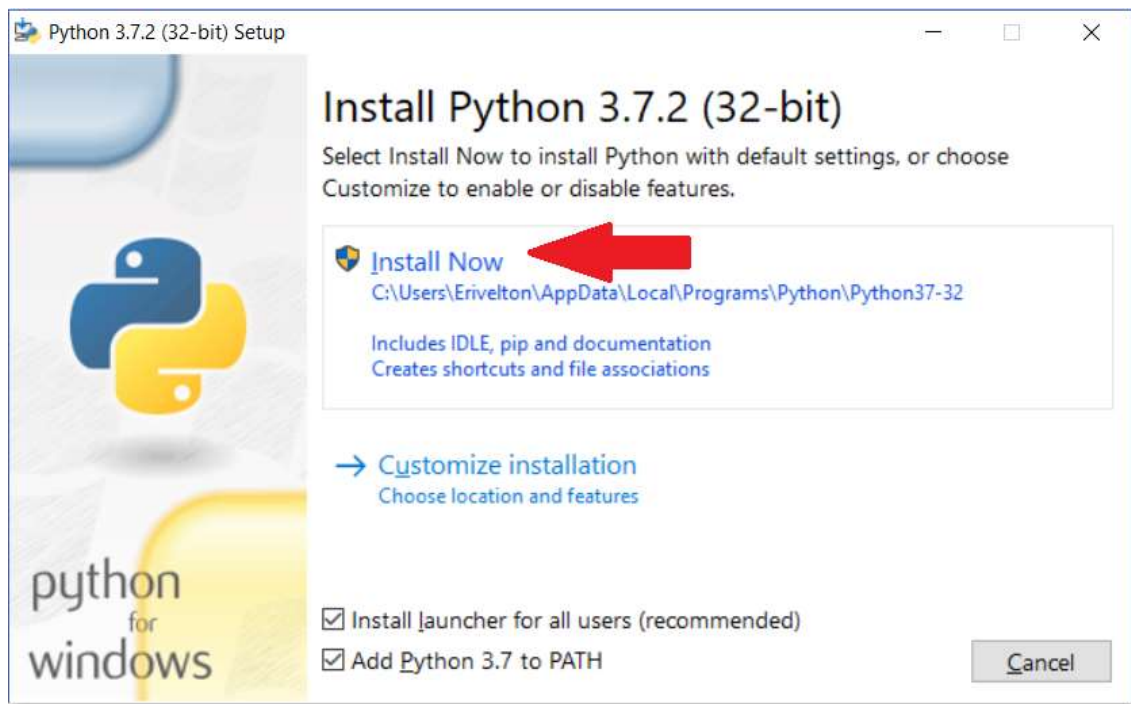 Python 3.7.2 (32-bit) Setup
Install Python 3.7.2 (32-bit)
Select Install Now to install Python with default settings, or choose
Customize to enable or disable features.
Install Now
C:\Users\Erivelton\AppData\Local\Programs\Python\Python37-32
Includes IDLE, pip and documentation
Creates shortcuts and file associations
Customize installation
Choose location and features
python
for
windows
Install launcher for all users (recommended)
Add Python 3.7 to PATH
Cancel